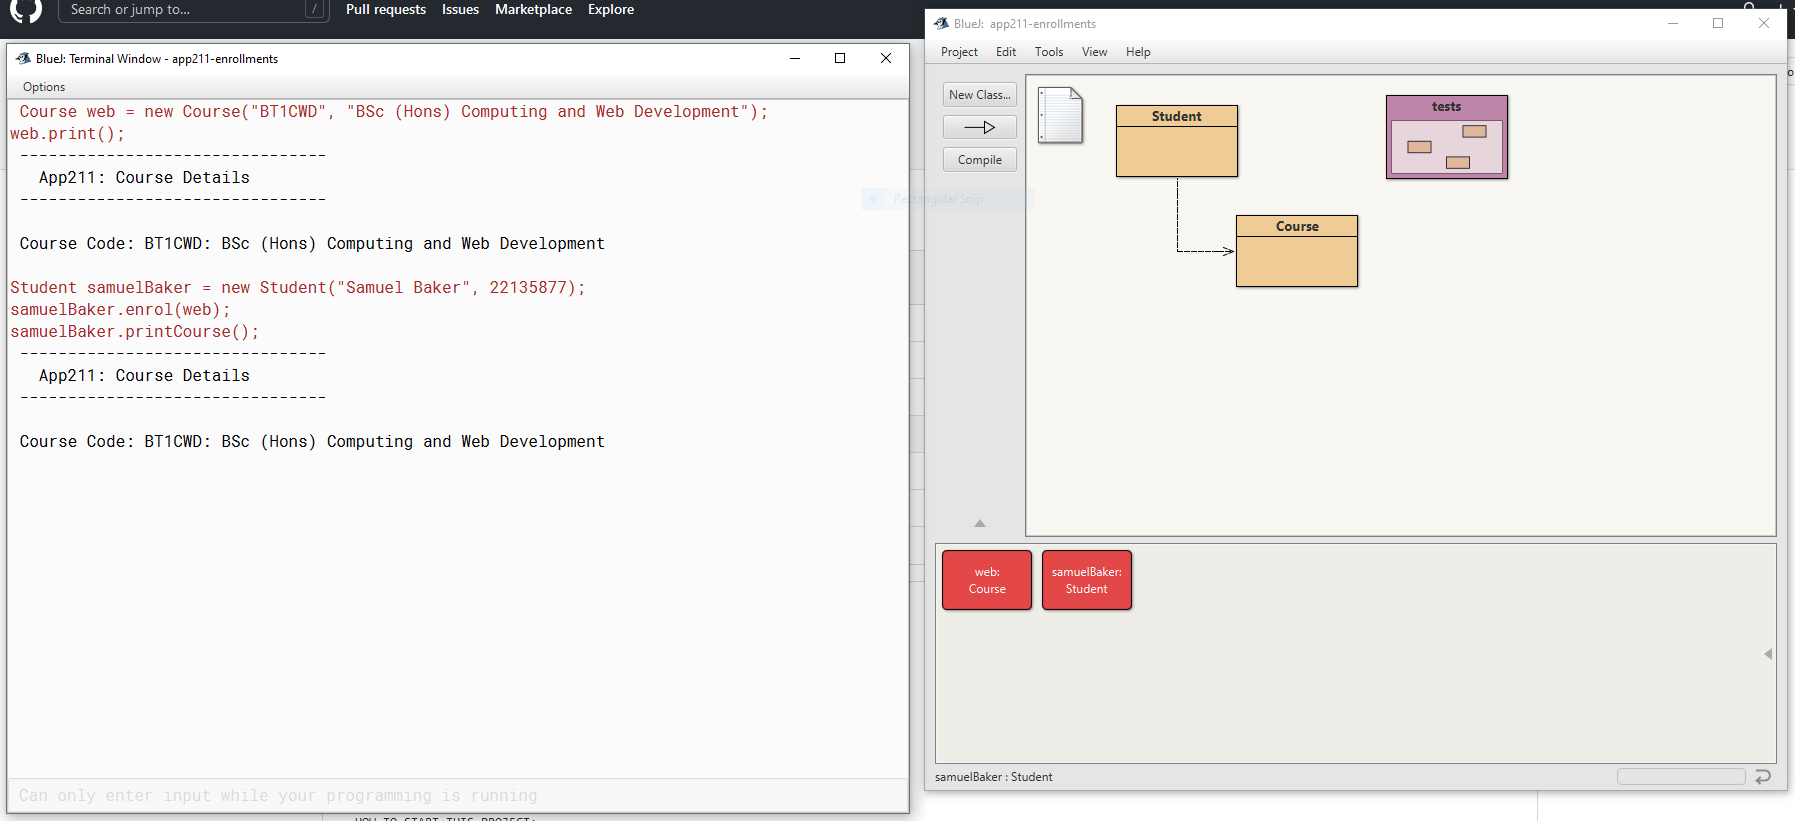 Search or jump to...
/
Pull requests
Issues
Marketplace
Explore
BlueJ: Terminal Window - app211-enrollments
Options
Course web = new Course("BT1CWD", "BSc (Hons) Computing and Web Development");
web.print();
--------------------------------
App211: Course Details
--------------------------------
Course Code: BT1CWD: BSc (Hons) Computing and Web Development
Student samuelBaker = new Student("Samuel Baker", 22135877);
samuelBaker.enrol(web);
samuelBaker.printCourse();
--------------------------------
App211: Course Details
--------------------------------
Course Code: BT1CWD: BSc (Hons) Computing and Web Development
Can only enter input while your programming is running
HOW TO START THIS PROJECT:
Rectangular Snip
BlueJ: app211-enrollments
Project
Edit
Tools
View
Help
New Class...
Compile
Student
tests
Course
web:
Course
samuelBaker:
Student
samuelBaker : Student